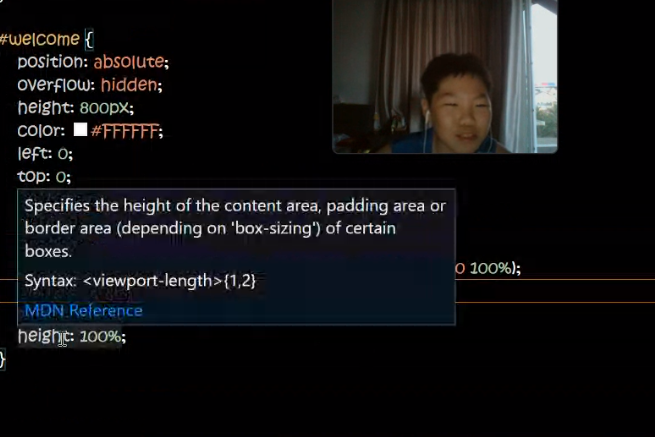 #welcome {
position: absolute;
overflow: hidden;
height: 800px;
color: #FFFFFF;
left: 0;
top: 0;
Specifies the height of the content area, padding area or
border area (depending on 'box-sizing') of certain
boxes.
Syntax: <viewport-length>{1,2}
MDN Reference
0 100%);
height: 100%;
}